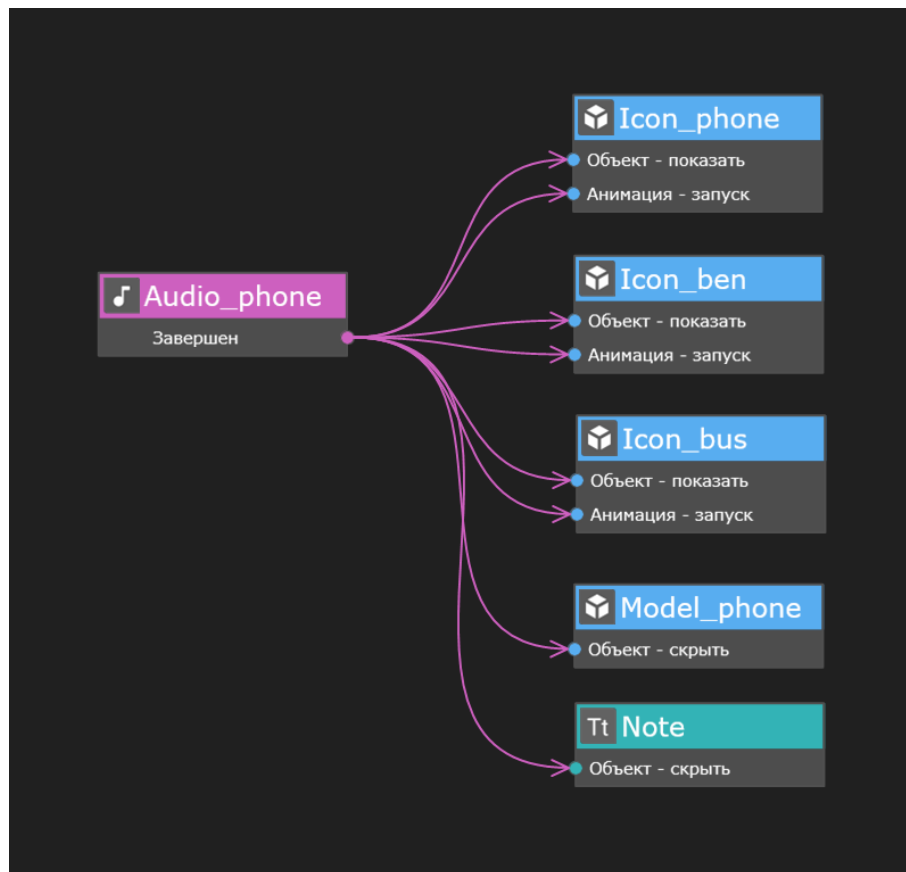 Icon_phone
Объект - показать
Анимация - запуск
Icon_ben
Объект - показать
Анимация - запуск
Audio_phone
Завершен
Icon_bus
Объект - показать
Анимация - запуск
Model_phone
Объект - скрыть
Tt Note
Объект - скрыть